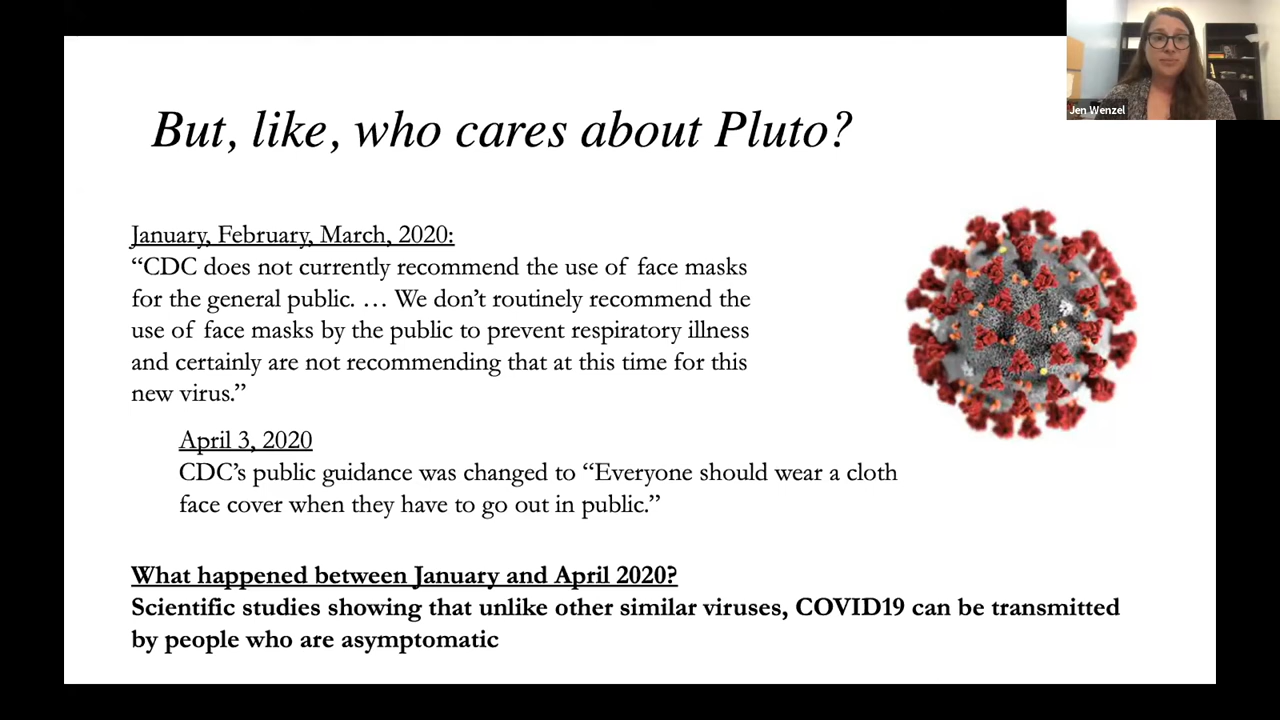 But, like, who cares about Pluto?
Jen Wenzel
January, February, March, 2020:
“CDC does not currently recommend the use of face masks
for the general public. … We don’t routinely recommend the
use of face masks by the public to prevent respiratory illness
and certainly are not recommending that at this time for this
new virus.”
April 3, 2020
CDC’s public guidance was changed to “Everyone should wear a cloth
face cover when they have to go out in public.”
What happened between January and April 2020?
Scientific studies showing that unlike other similar viruses, COVID19 can be transmitted
by people who are asymptomatic